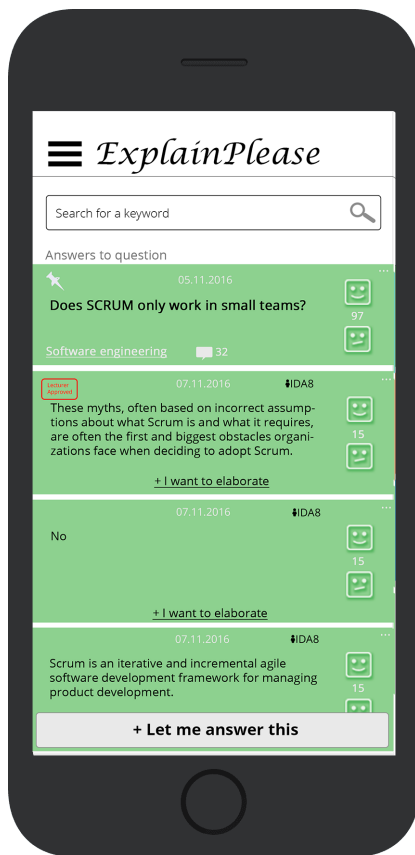 ExplainPlease
Search for a keyword
Answers to question
05.11.2016
Does SCRUM only work in small teams?
97
Software engineering
32
Lecturer
Approved
07.11.2016
IDA8
These myths, often based on incorrect assump-
tions about what Scrum is and what it requires,
are often the first and biggest obstacles organi-
zations face when deciding to adopt Scrum.
15
+ I want to elaborate
07.11.2016
IDA8
No
15
+ I want to elaborate
07.11.2016
IDA8
Scrum is an iterative and incremental agile
software development framework for managing
product development.
15
+ Let me answer this